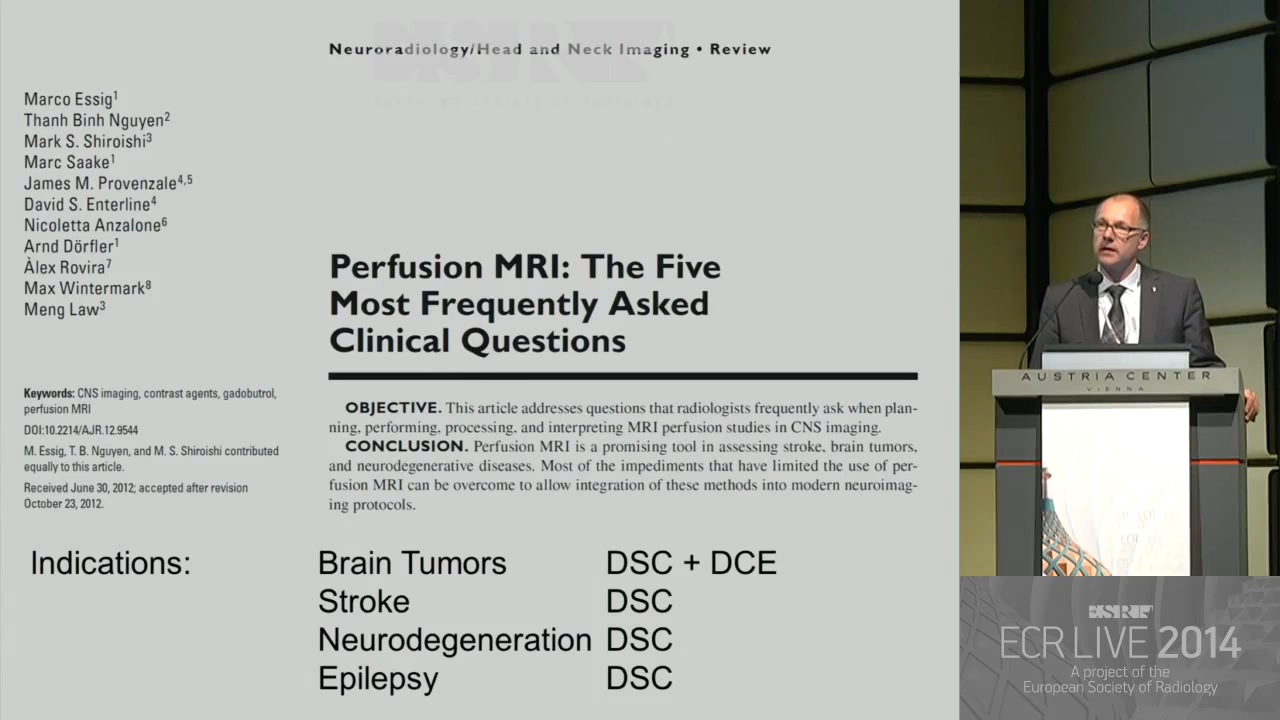 Neuroradiology/Head and Neck Imaging • Review
Marco Essig1
Thanh Binh Nguyen2
Mark S. Shiroishi3
Marc Saake1
James M. Provenzale4,5
David S. Enterline4
Nicoletta Anzalone6
Arnd Dörfler1
Àlex Rovira7
Max Wintermark8
Meng Law3
Keywords: CNS imaging, contrast agents, gadobutrol,
perfusion MRI
DOI:10.2214/AJR.12.9544
M. Essig, T. B. Nguyen, and M. S. Shiroishi contributed
equally to this article.
Received June 30, 2012; accepted after revision
October 23, 2012.
Perfusion MRI: The Five
Most Frequently Asked
Clinical Questions
OBJECTIVE. This article addresses questions that radiologists frequently ask when plan-
ning, performing, processing, and interpreting MRI perfusion studies in CNS imaging.
CONCLUSION. Perfusion MRI is a promising tool in assessing stroke, brain tumors,
and neurodegenerative diseases. Most of the impediments that have limited the use of per-
fusion MRI can be overcome to allow integration of these methods into modern neuroimag-
ing protocols.
Indications: Brain Tumors DSC + DCE
Stroke DSC
Neurodegeneration DSC
Epilepsy DSC
AUSTRIA CENTER
VIENNA
ECR LIVE 2014
A project of the
European Society of Radiology